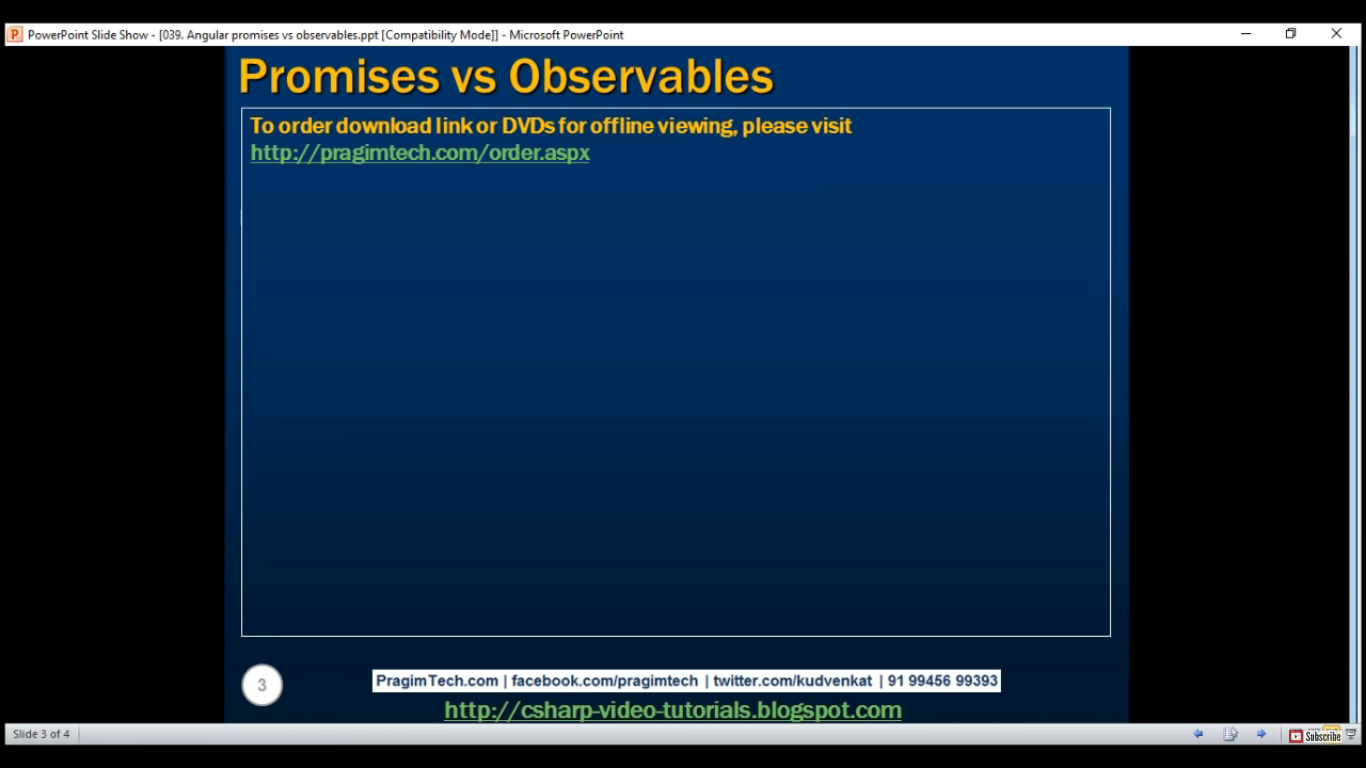 PowerPoint Slide Show - [039. Angular promises vs observables.ppt [Compatibility Mode]] - Microsoft PowerPoint
Promises vs Observables
To order download link or DVDs for offline viewing, please visit
http://pragimtech.com/order.aspx
3
PragimTech.com | facebook.com/pragimtech | twitter.com/kudvenkat | 91 99456 99393
http://csharp-video-tutorials.blogspot.com
Slide 3 of 4
Subscribe